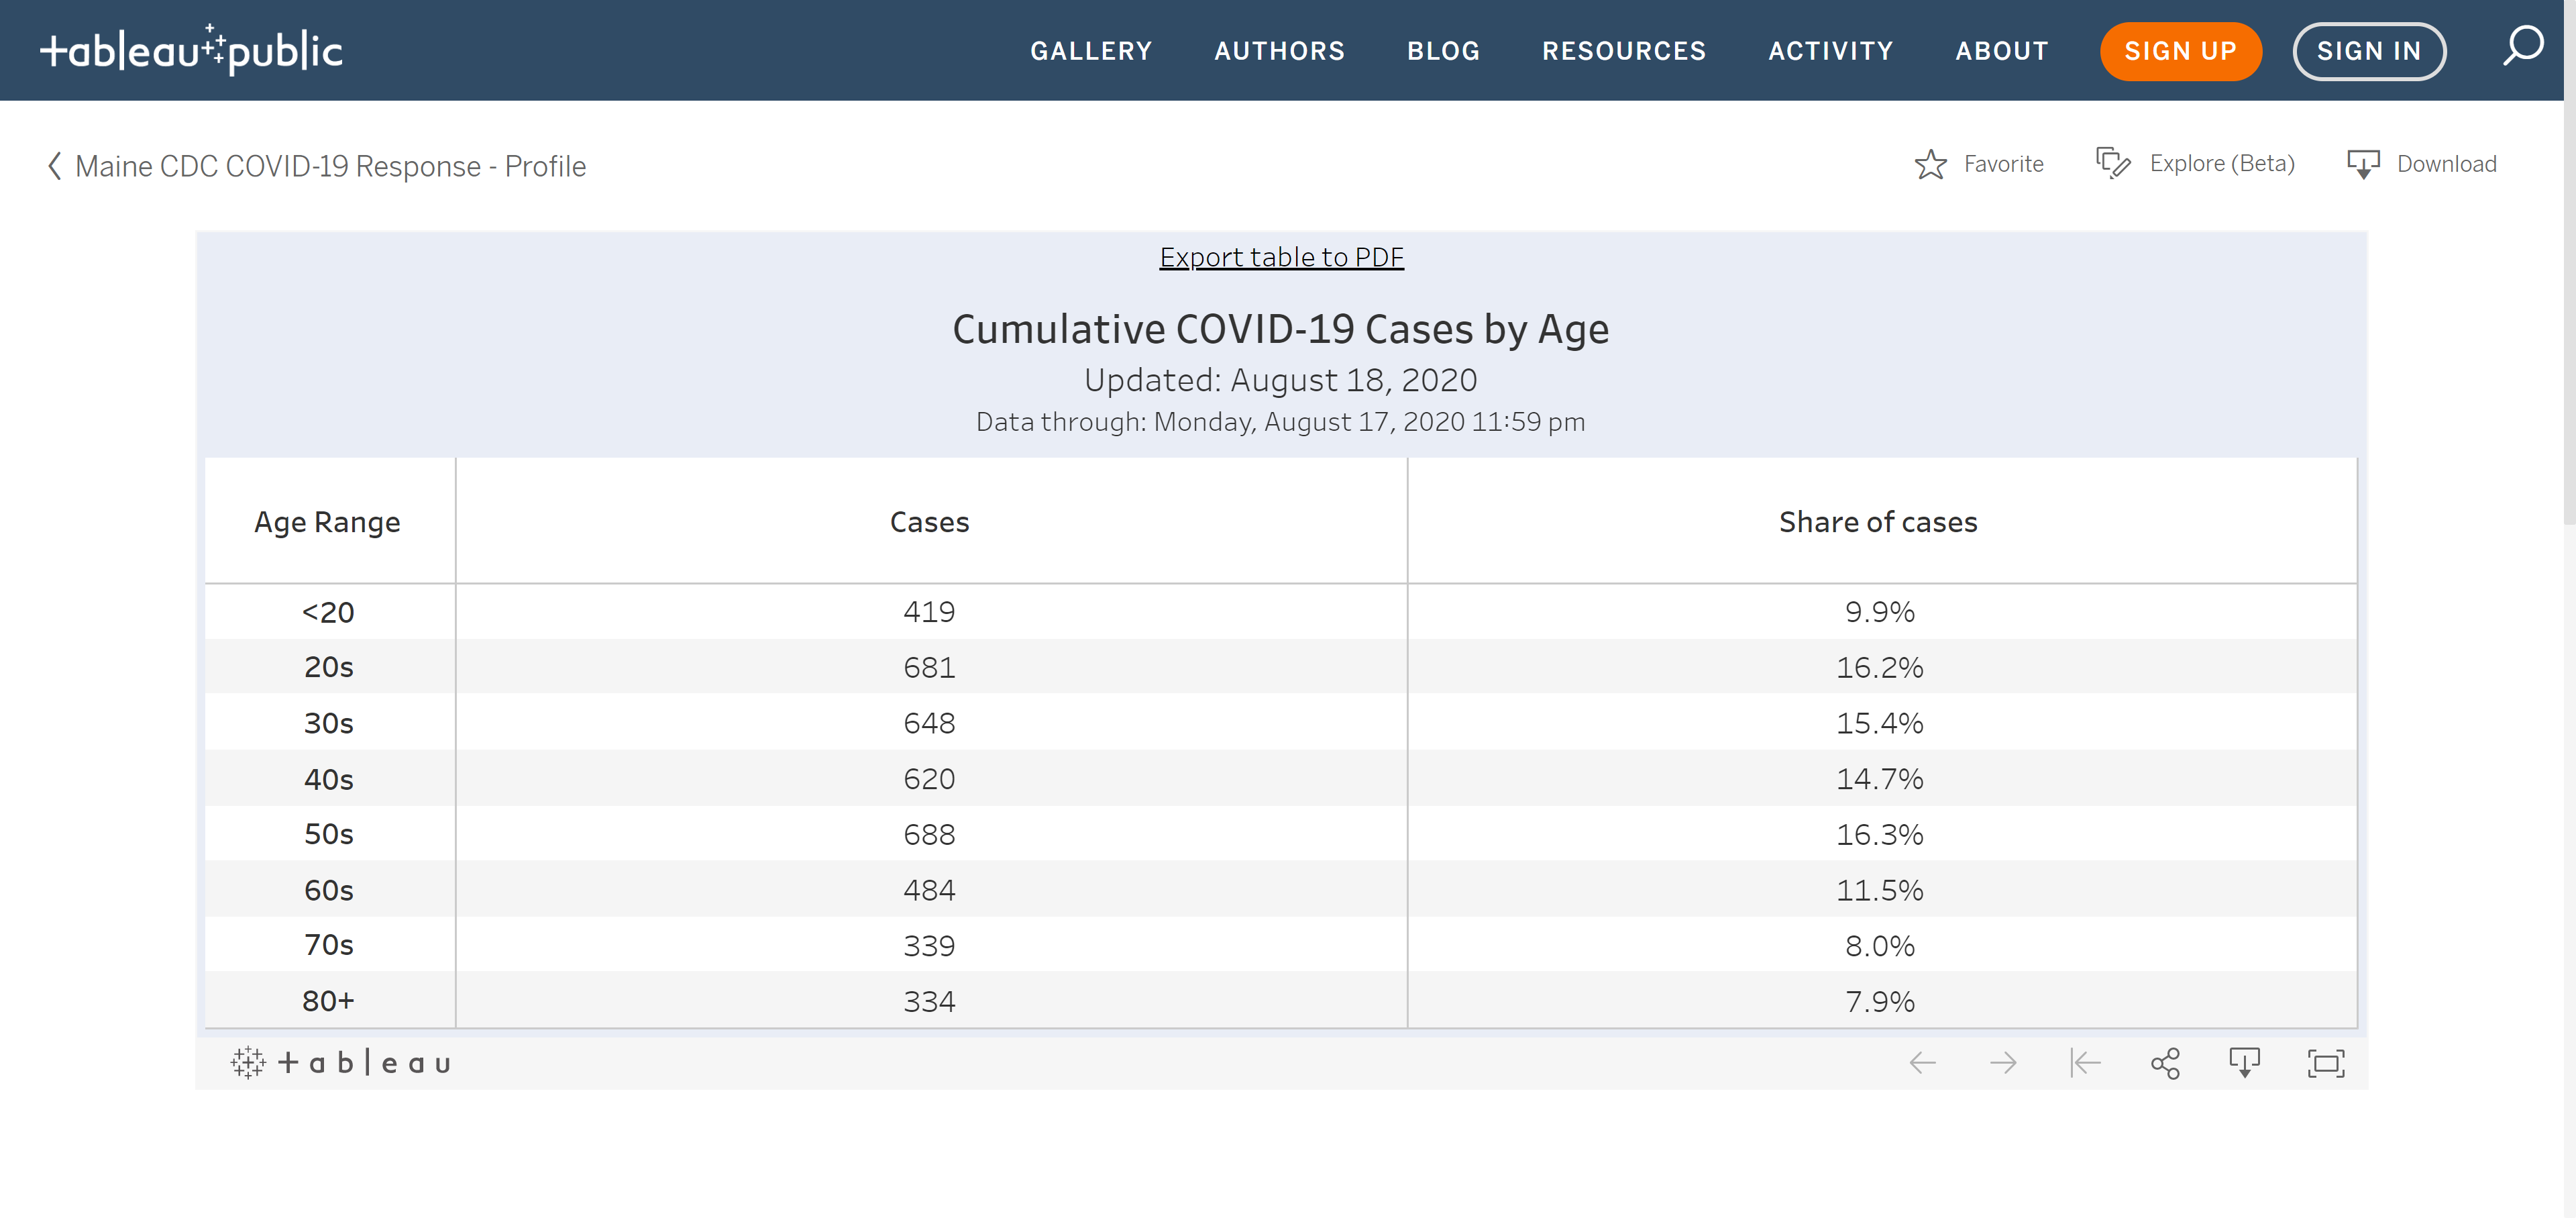 tableau public GALLERY AUTHORS BLOG RESOURCES ACTIVITY ABOUT SIGN UP SIGN IN
Maine CDC COVID-19 Response - Profile Favorite Explore (Beta) Download
Export table to PDF
Cumulative COVID-19 Cases by Age
Updated: August 18, 2020
Data through: Monday, August 17, 2020 11:59 pm
Age Range Cases Share of cases
<20 419 9.9%
20s 681 16.2%
30s 648 15.4%
40s 620 14.7%
50s 688 16.3%
60s 484 11.5%
70s 339 8.0%
80+ 334 7.9%
tableau